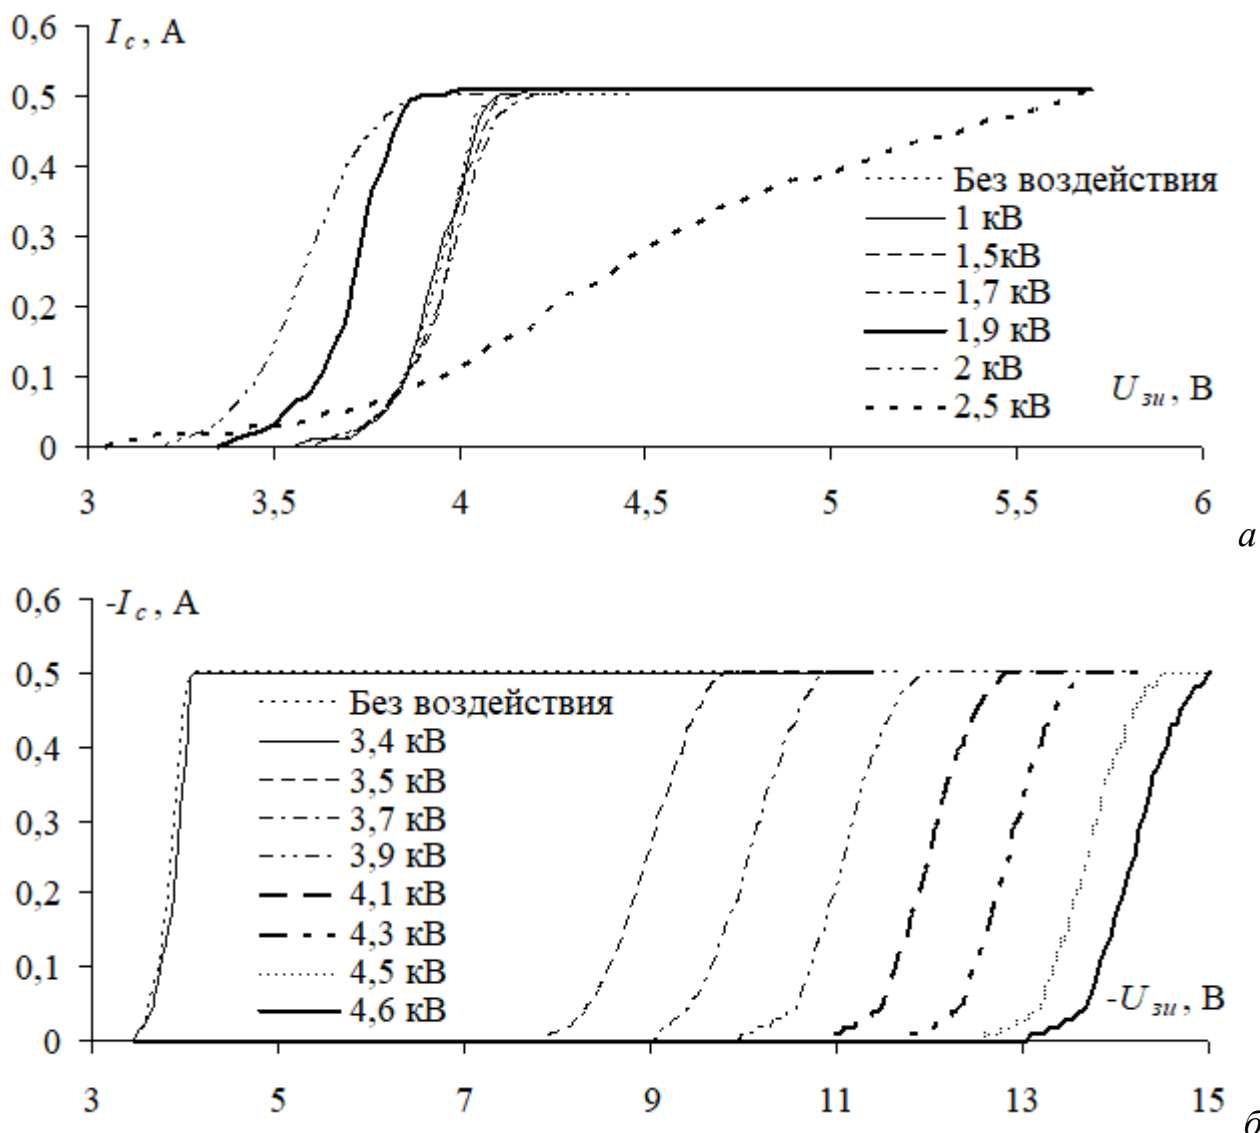 0,6
I c , А
0,5
0,4
0,3
0,2
0,1
0
Без воздействия
1 кВ
1,5кВ
1,7 кВ
1,9 кВ
2 кВ
2,5 кВ
U зи , В
3 3,5 4 4,5 5 5,5 6
а
0,6
-I c , А
0,5
0,4
0,3
0,2
0,1
0
Без воздействия
3,4 кВ
3,5 кВ
3,7 кВ
3,9 кВ
4,1 кВ
4,3 кВ
4,5 кВ
4,6 кВ
-U зи , В
3 5 7 9 11 13 15
б